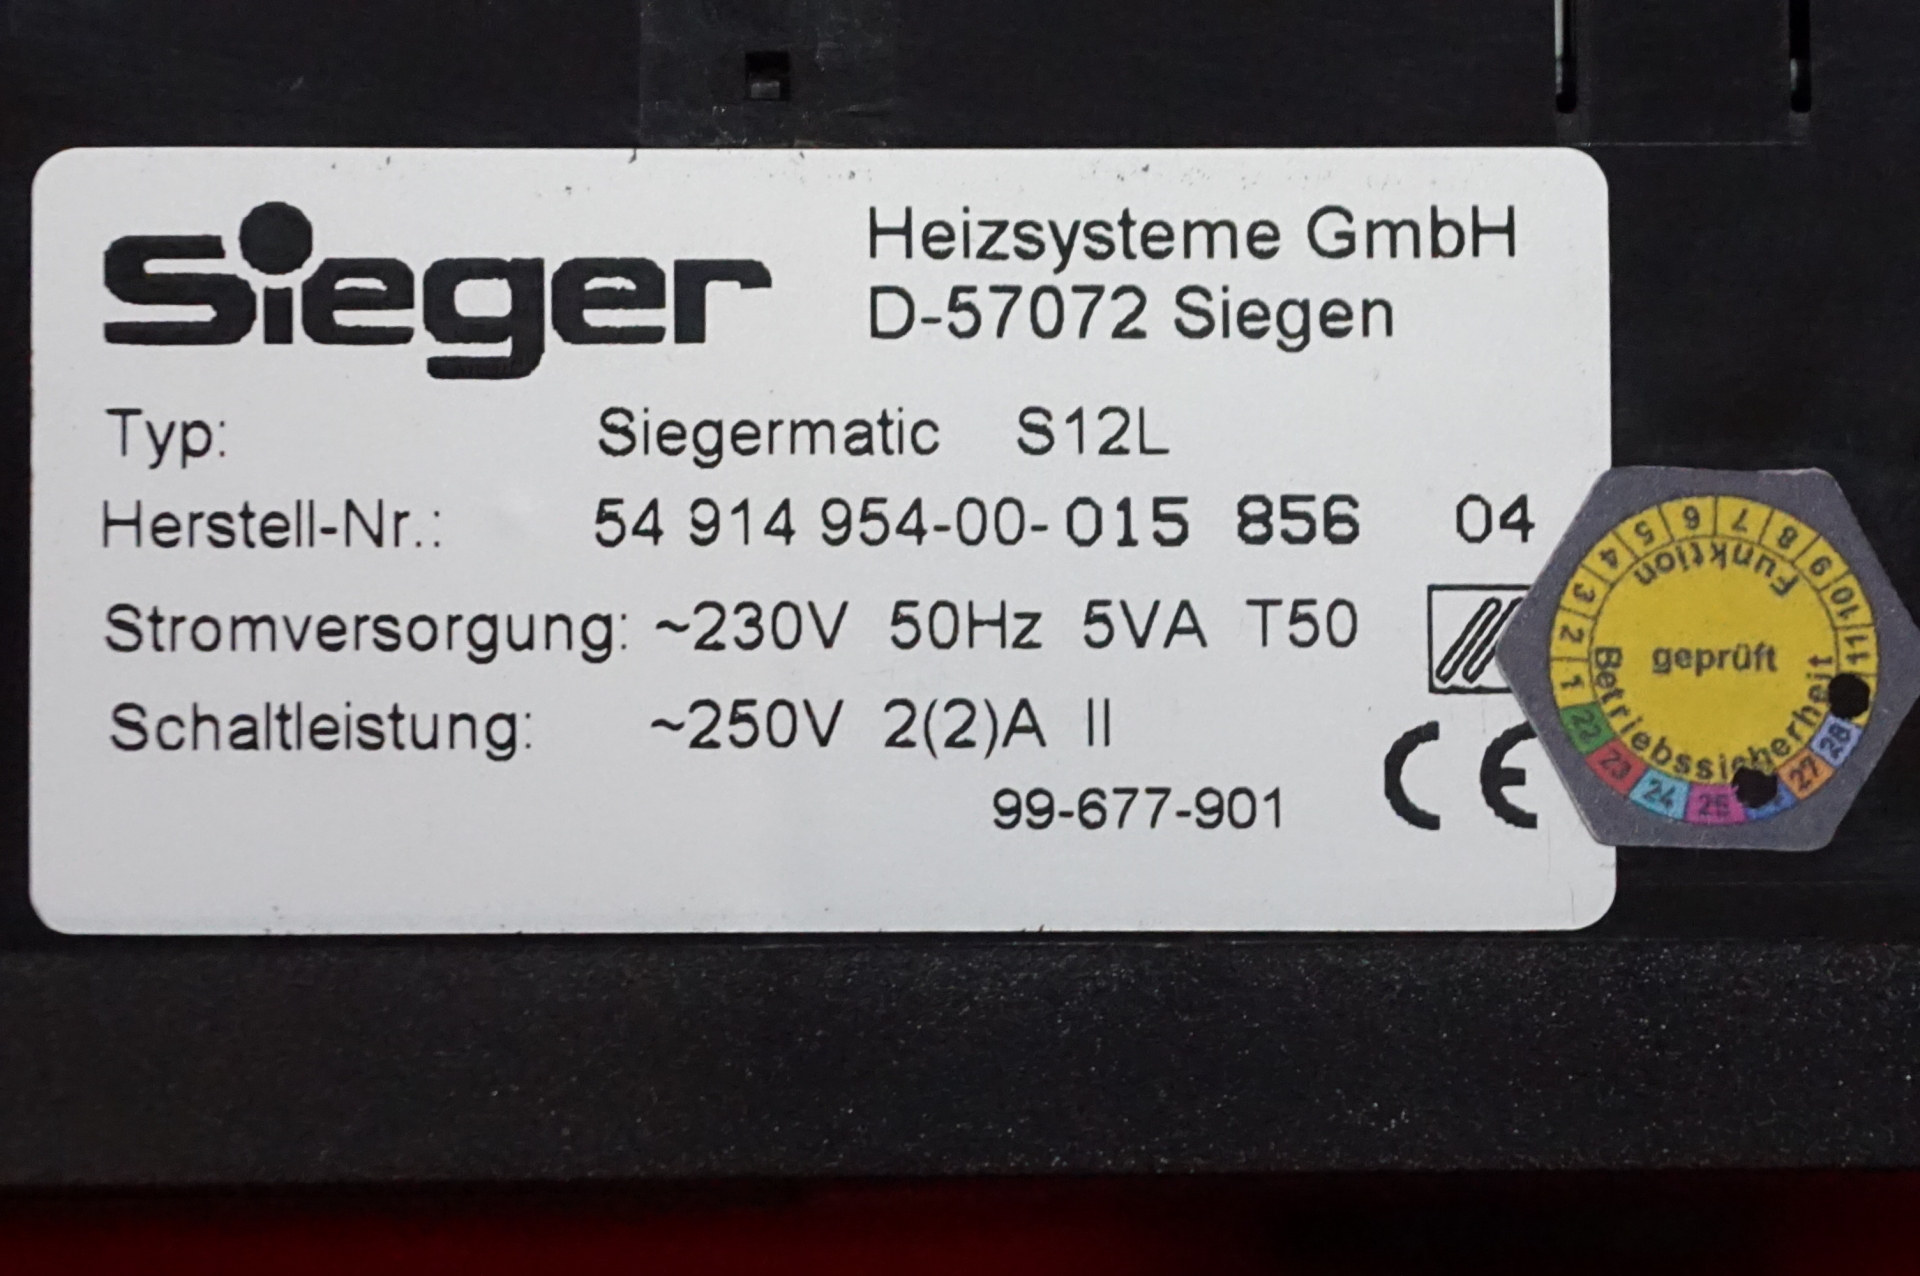 Sieger
Heizsysteme GmbH
D-57072 Siegen
Typ: Siegermatic S12L
Herstell-Nr.: 54 914 954-00-015 856 04
Stromversorgung: ~230V 50Hz 5VA T50
Schaltleistung: ~250V 2(2)A II
99-677-901
CE
1 2 3 4 5 6 7 8 9 10 11
Funktion
geprüft
Betriebssicherheit
22 23 24 25 27 28